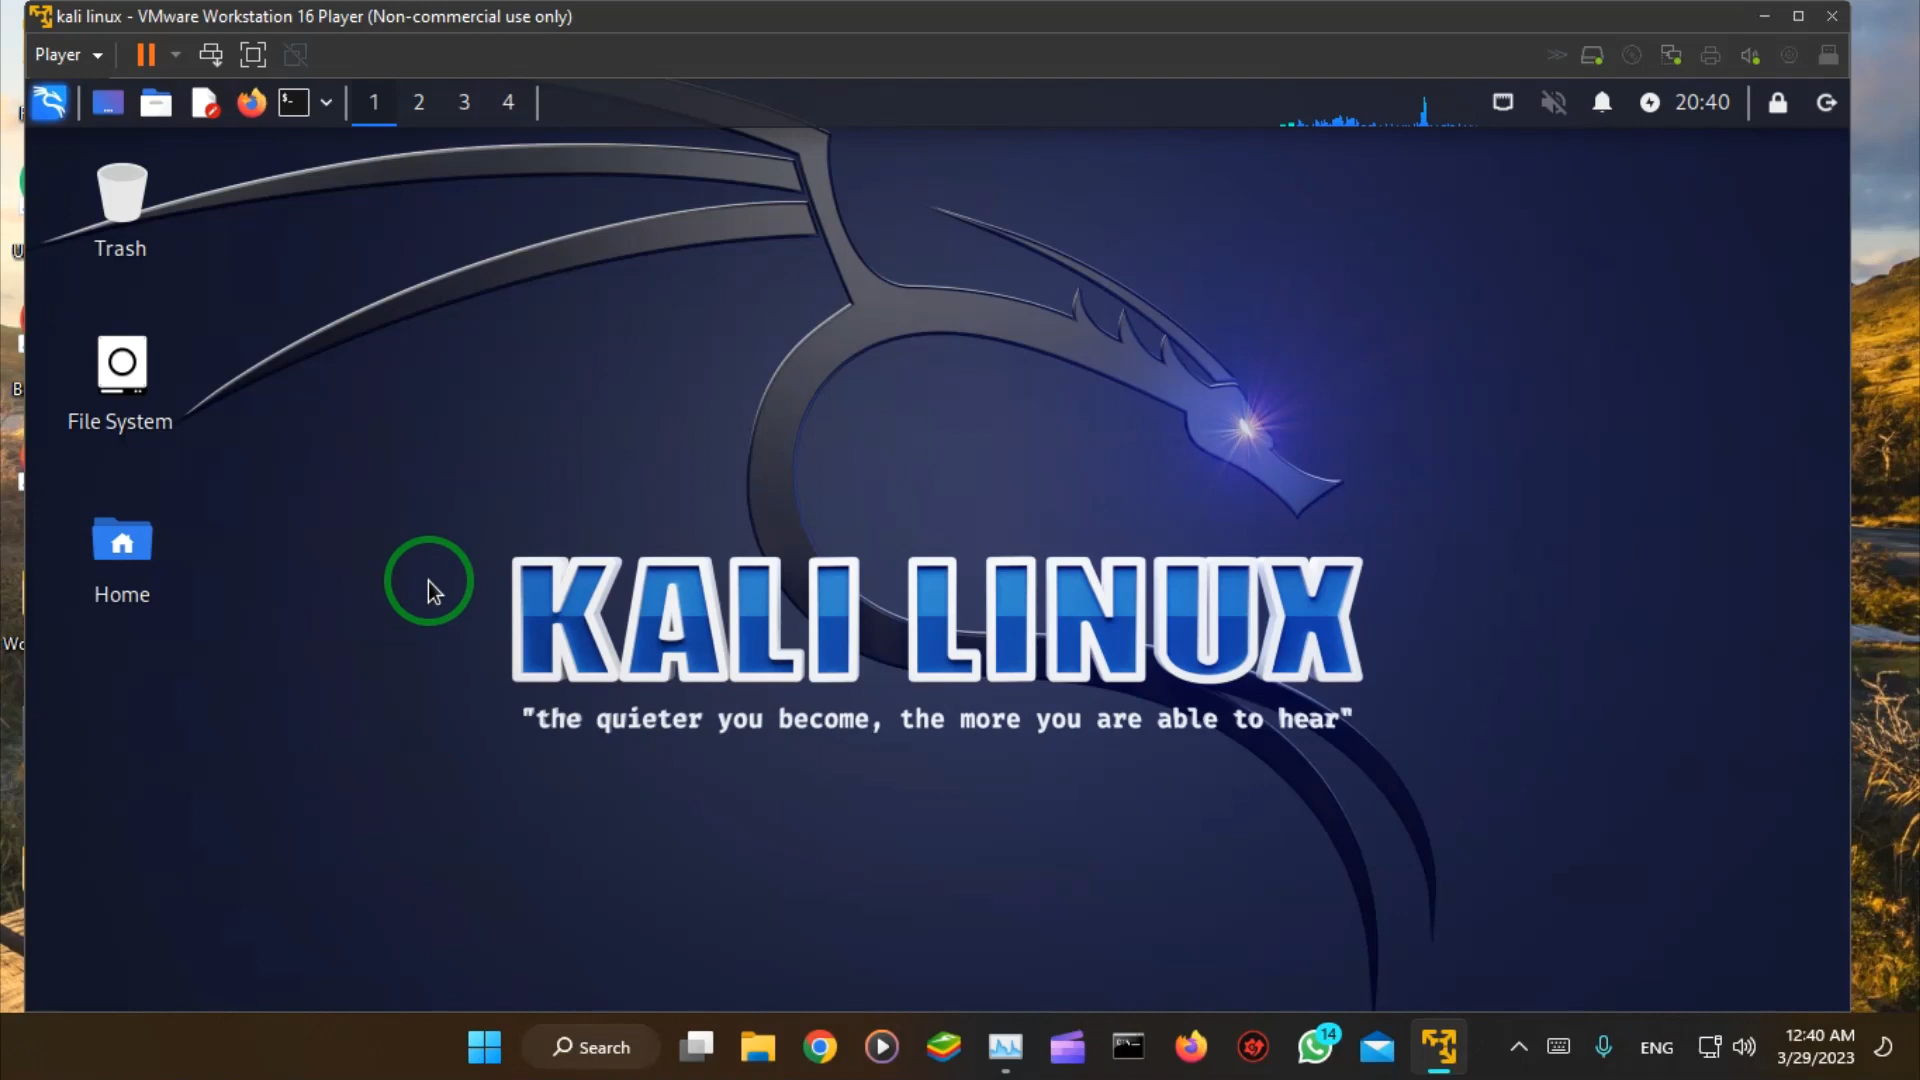 kali linux - VMware Workstation 16 Player (Non-commercial use only)
Player
1 2 3 4
20:40
Trash
File System
Home
KALI LINUX
"the quieter you become, the more you are able to hear"
Search
14
ENG
12:40 AM
3/29/2023